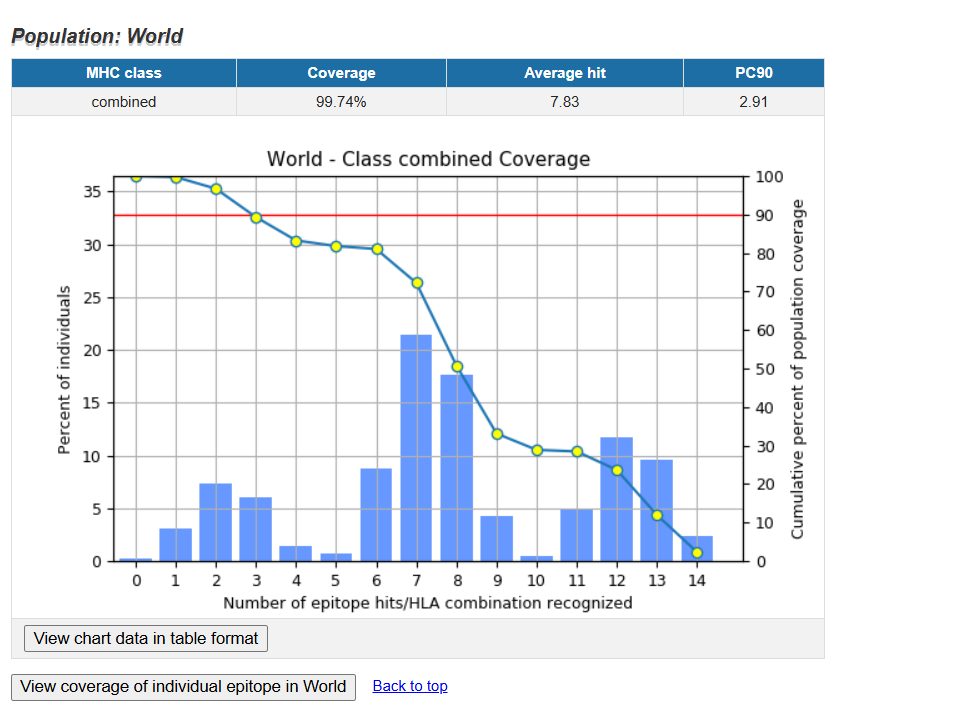 Population: World
MHC class Coverage Average hit PC90
combined 99.74% 7.83 2.91
World - Class combined Coverage
35
30
25
20
15
10
5
0
Percent of individuals
100
90
80
70
60
50
40
30
20
10
0
Cumulative percent of population coverage
0 1 2 3 4 5 6 7 8 9 10 11 12 13 14
Number of epitope hits/HLA combination recognized
View chart data in table format
View coverage of individual epitope in World Back to top